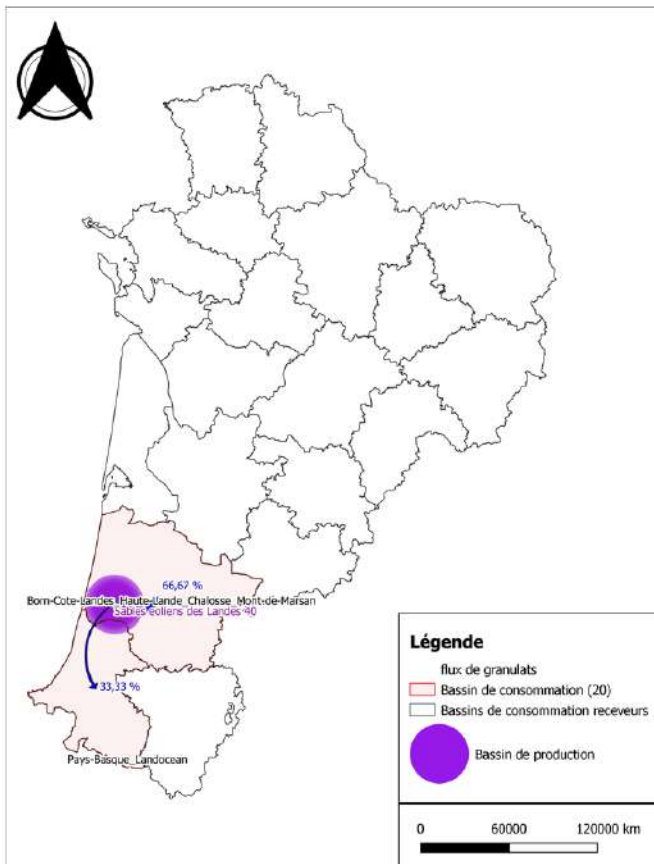 66,67 %
Born-Cote-Landes_Haute-Lande_Chalosse_Mont-de-Marsan
Sables éoliens des Landes 40
33,33 %
Pays-Basque_Landocean
Légende
flux de granulats
Bassin de consommation (20)
Bassins de consommation receveurs
Bassin de production
0 60000 120000 km